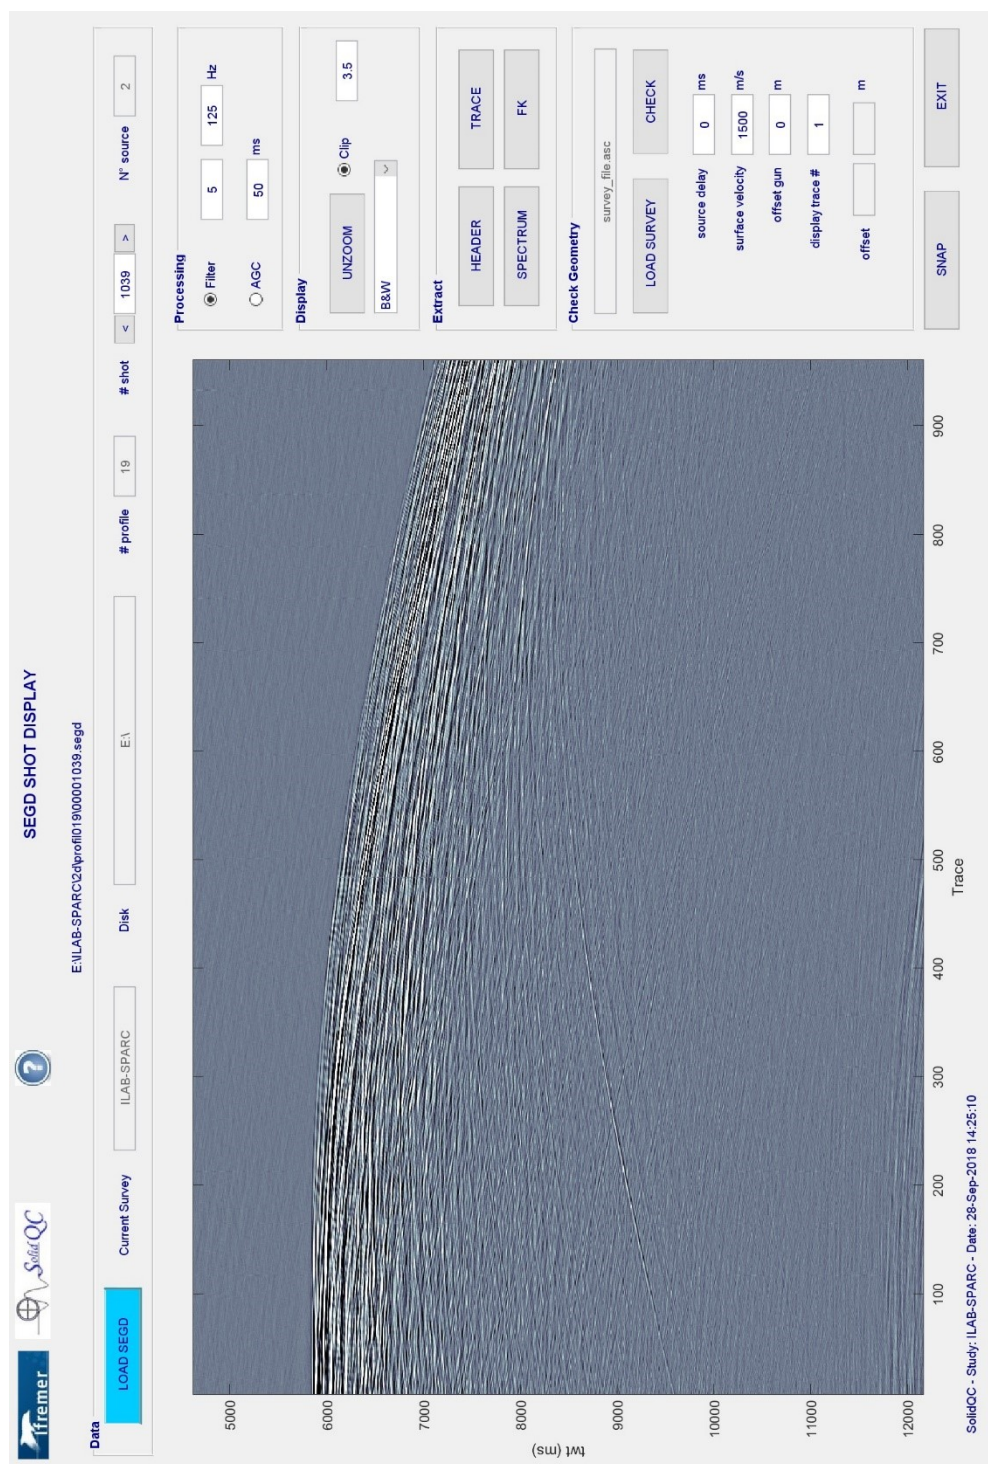 Ifremer
Solid QC
?
SEGD SHOT DISPLAY
E:\ILAB-SPARC\2d\profil019\00001039.segd
Data
LOAD SEGD
Current Survey
ILAB-SPARC
Disk
E:\
# profile
19
# shot
<
1039
>
N° source
2
twt (ms)
5000
6000
7000
8000
9000
10000
11000
12000
100
200
300
400
500
600
700
800
900
Trace
Processing
Filter
5
125
Hz
AGC
50
ms
Display
UNZOOM
Clip
3.5
B&W
Extract
HEADER
TRACE
SPECTRUM
FK
Check Geometry
survey_file.asc
LOAD SURVEY
CHECK
source delay
0
ms
surface velocity
1500
m/s
offset gun
0
m
display trace #
1
offset
m
SNAP
EXIT
SolidQC - Study: ILAB-SPARC - Date: 28-Sep-2018 14:25:10